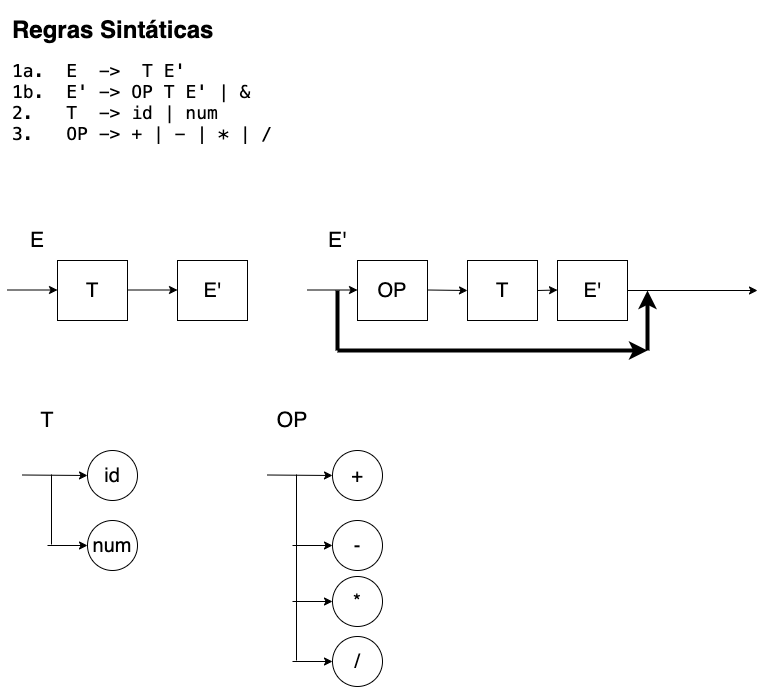 Regras Sintáticas
1a. E -> T E'
1b. E' -> OP T E' | &
2. T -> id | num
3. OP -> + | - | * | /
E E'
T E' OP T E'
T OP
id +
num -
*
/